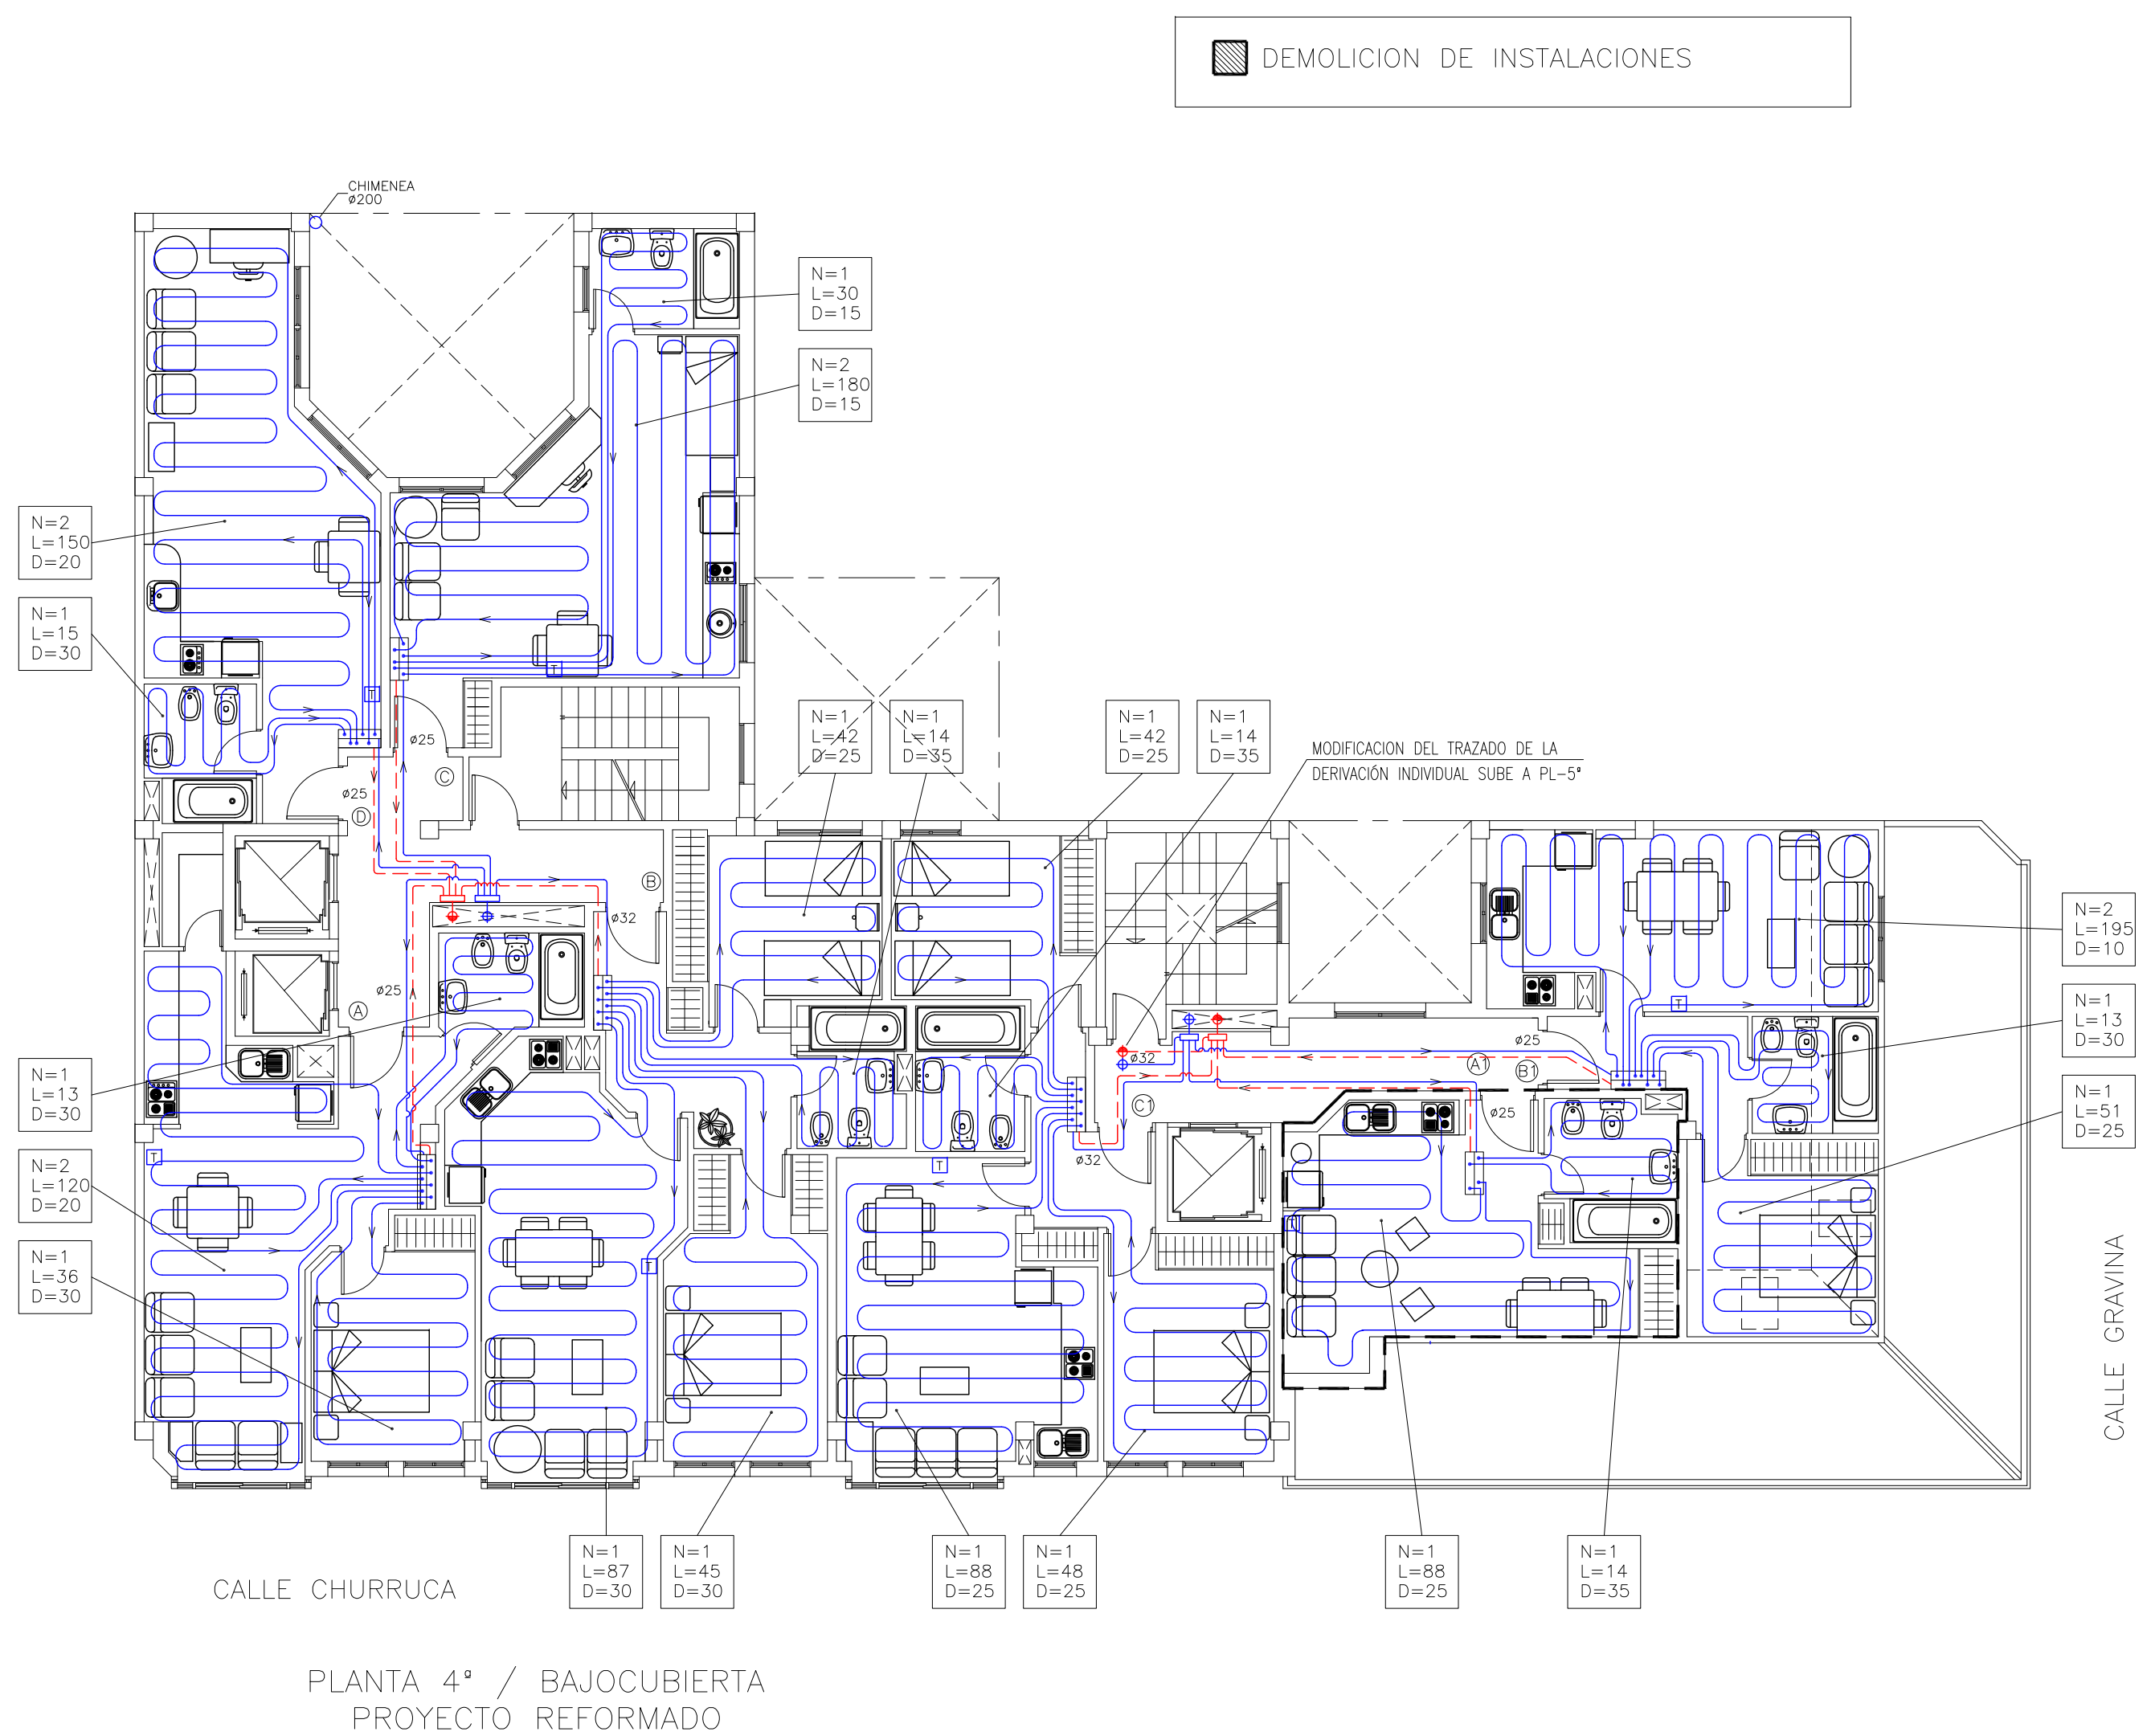 DEMOLICION DE INSTALACIONES
CHIMENEA
ø200
N=1
L=30
D=15
N=2
L=180
D=15
N=2
L=150
D=20
N=1
L=15
D=30
T
T
ø25
C
ø25
D
N=1
L=42
D=25
N=1
L=14
D=35
N=1
L=42
D=25
N=1
L=14
D=35
MODIFICACION DEL TRAZADO DE LA
DERIVACIÓN INDIVIDUAL SUBE A PL-5ª
B
ø32
ø25
A
N=2
L=195
D=10
N=1
L=13
D=30
N=1
L=51
D=25
T
ø25
ø32
A1
B1
C1
ø25
ø32
N=1
L=13
D=30
N=2
L=120
D=20
N=1
L=36
D=30
T
T
T
T
CALLE GRAVINA
N=1
L=87
D=30
N=1
L=45
D=30
N=1
L=88
D=25
N=1
L=48
D=25
N=1
L=88
D=25
N=1
L=14
D=35
CALLE CHURRUCA
PLANTA 4ª / BAJOCUBIERTA
PROYECTO REFORMADO